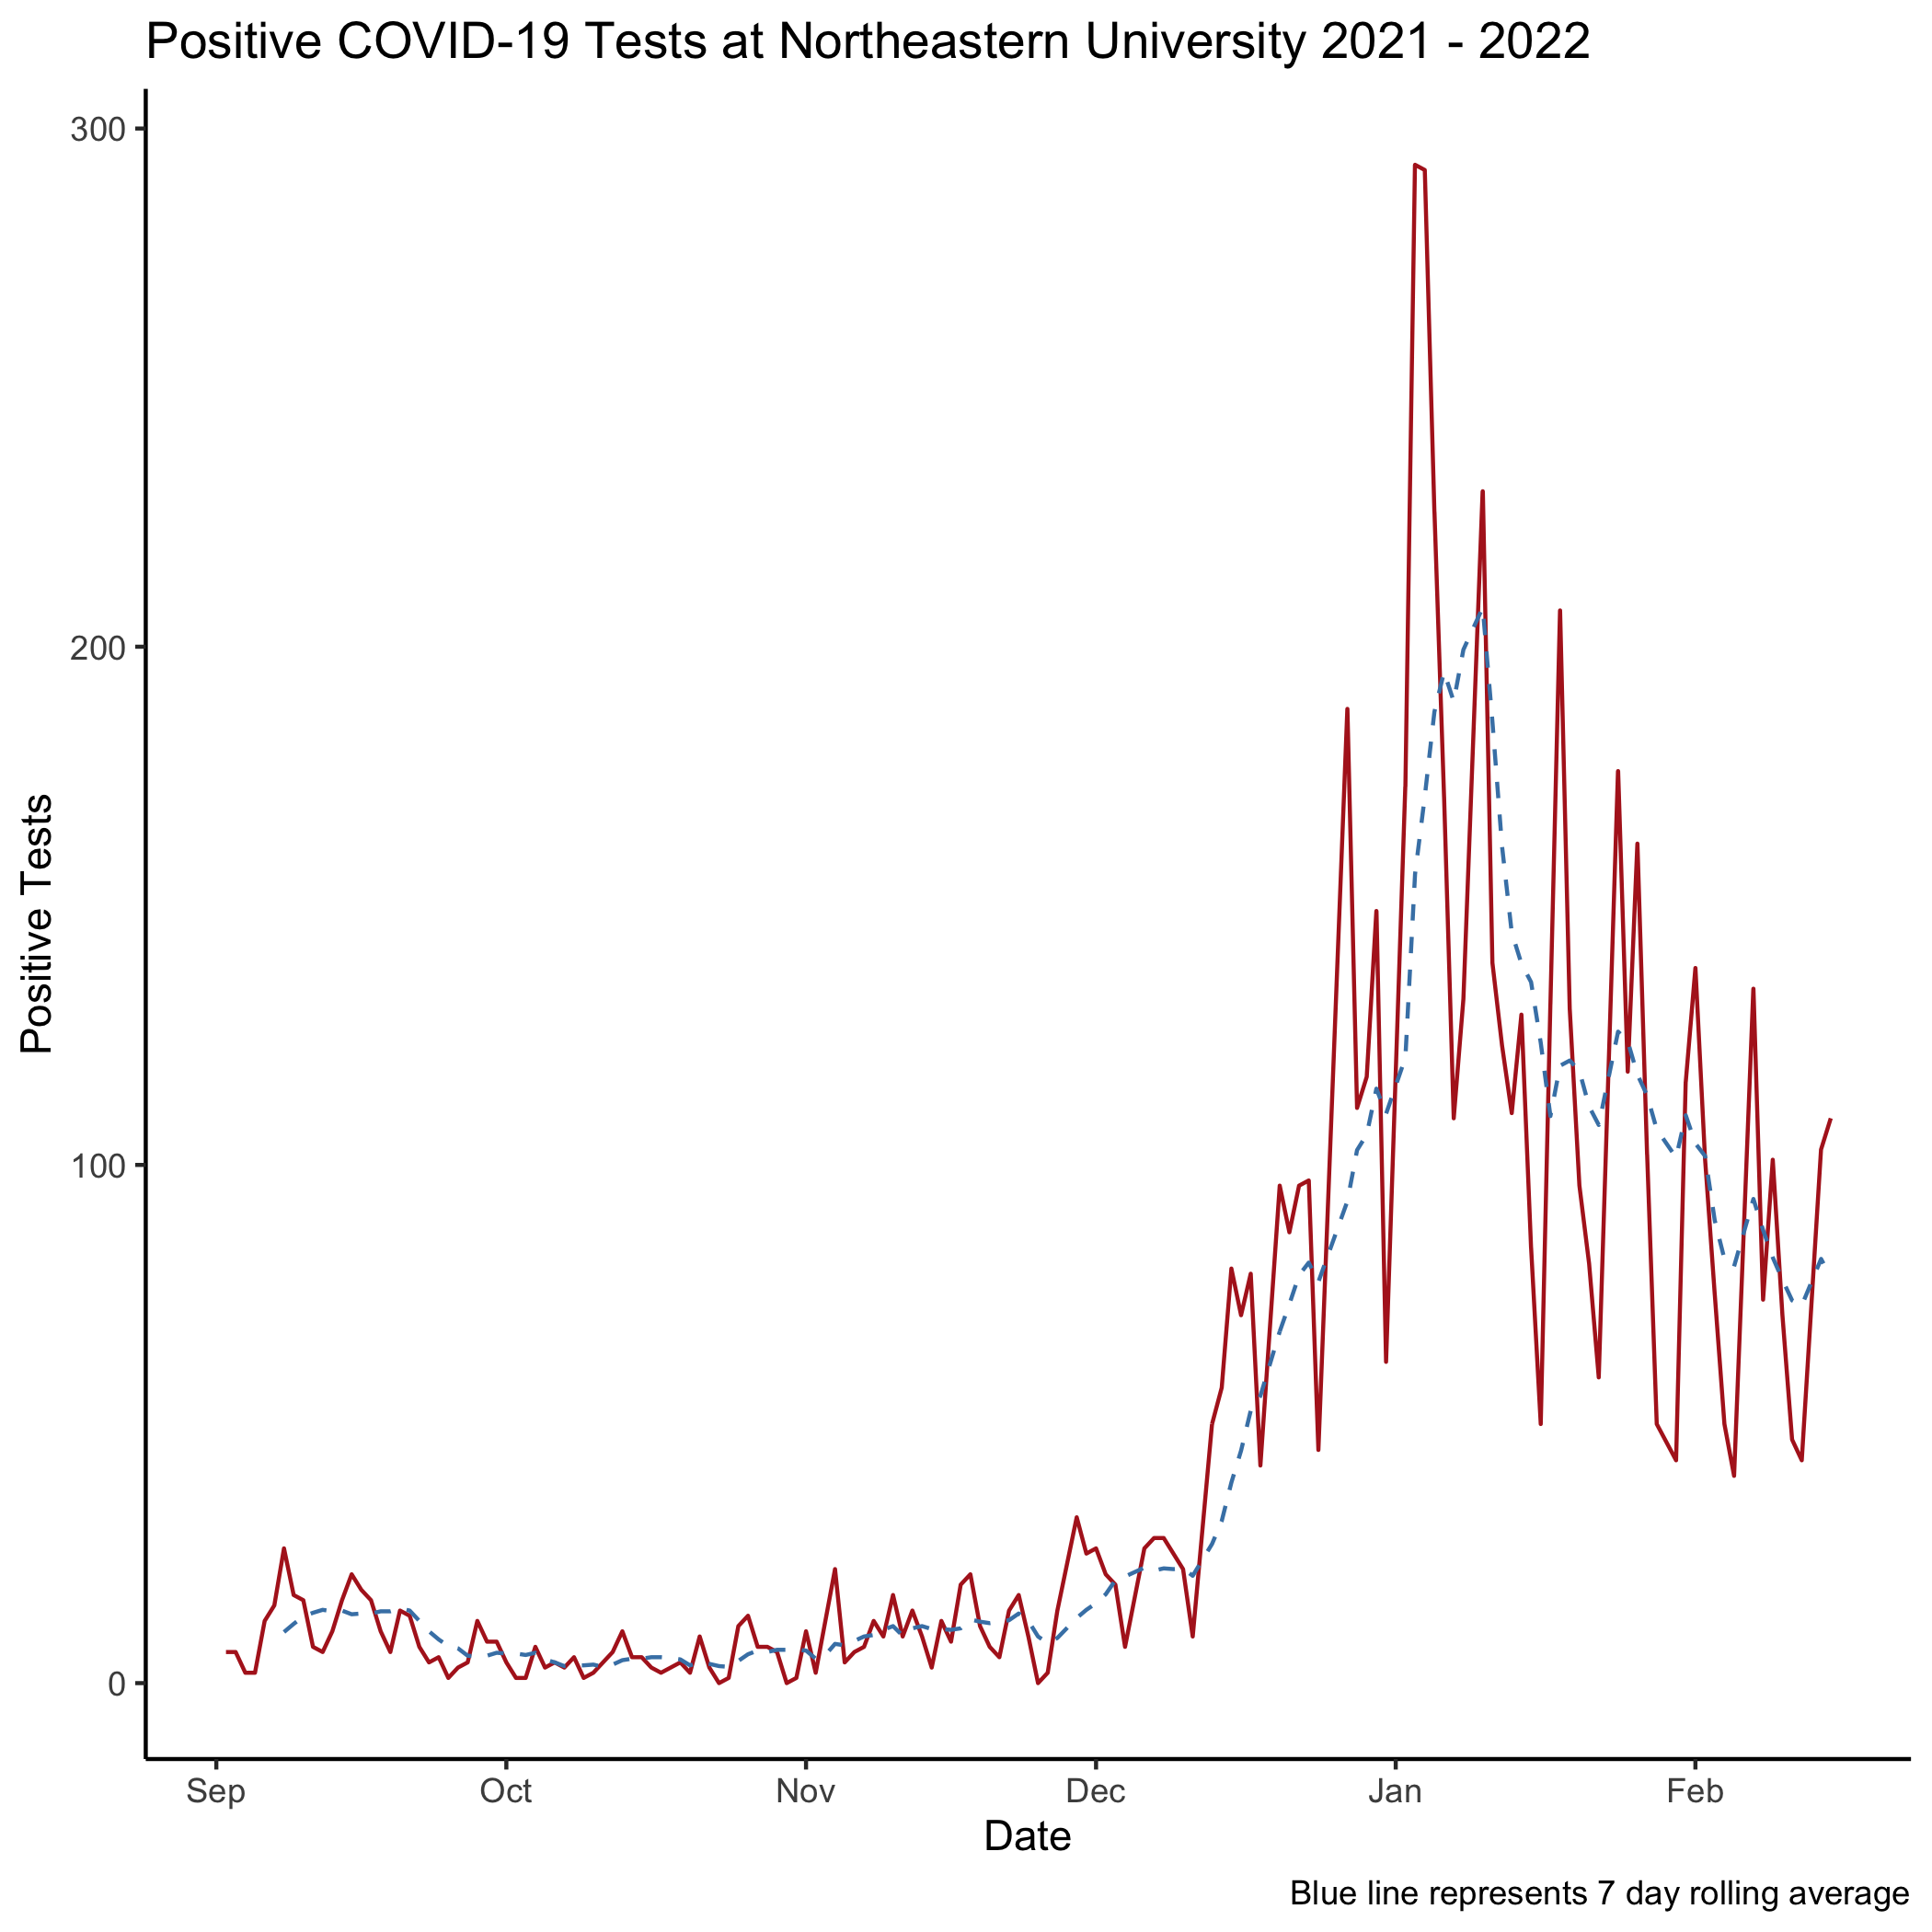 Positive COVID-19 Tests at Northeastern University 2021 - 2022
300
200
100
0
Positive Tests
Sep Oct Nov Dec Jan Feb
Date
Blue line represents 7 day rolling average